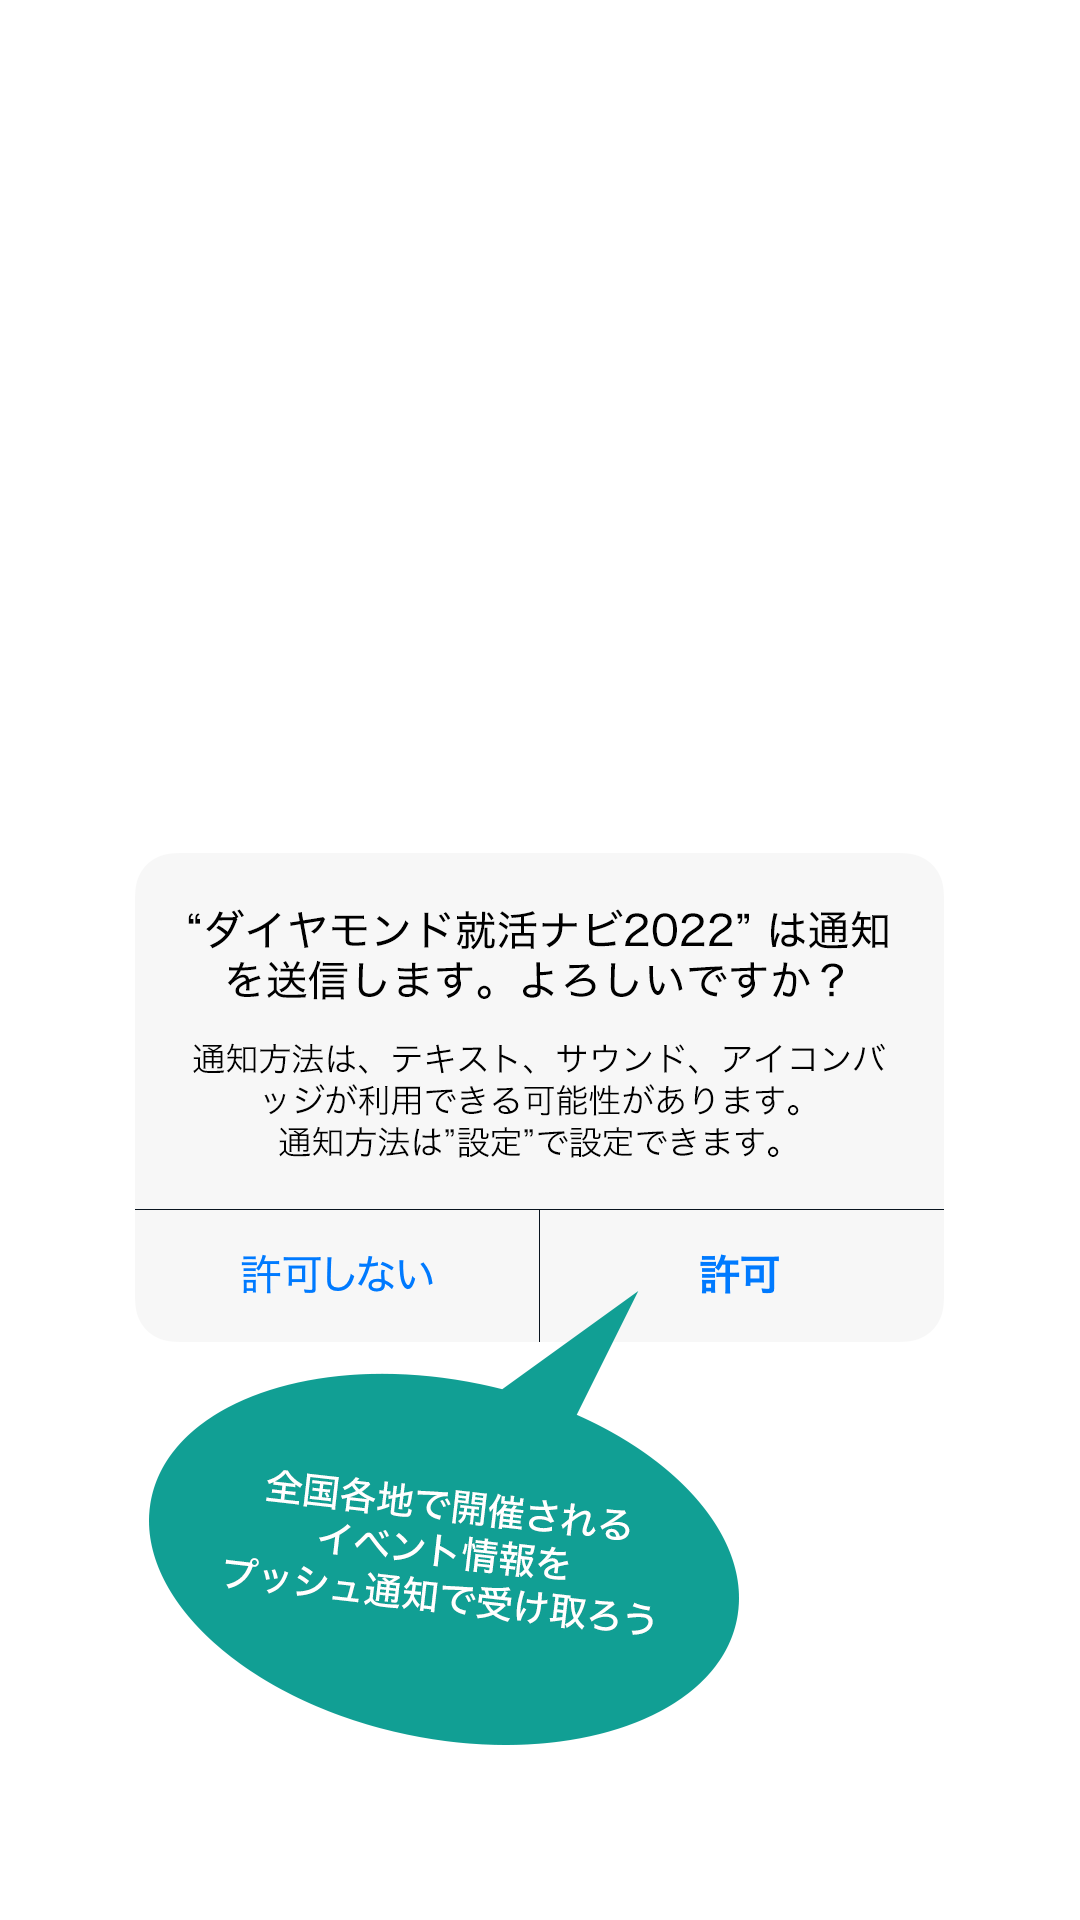 “ダイヤモンド就活ナビ2022” は通知
を送信します。よろしいですか？
通知方法は、テキスト、サウンド、アイコンバ
ッジが利用できる可能性があります。
通知方法は”設定”で設定できます。
許可しない
許可
全国各地で開催される
イベント情報を
プッシュ通知で受け取ろう